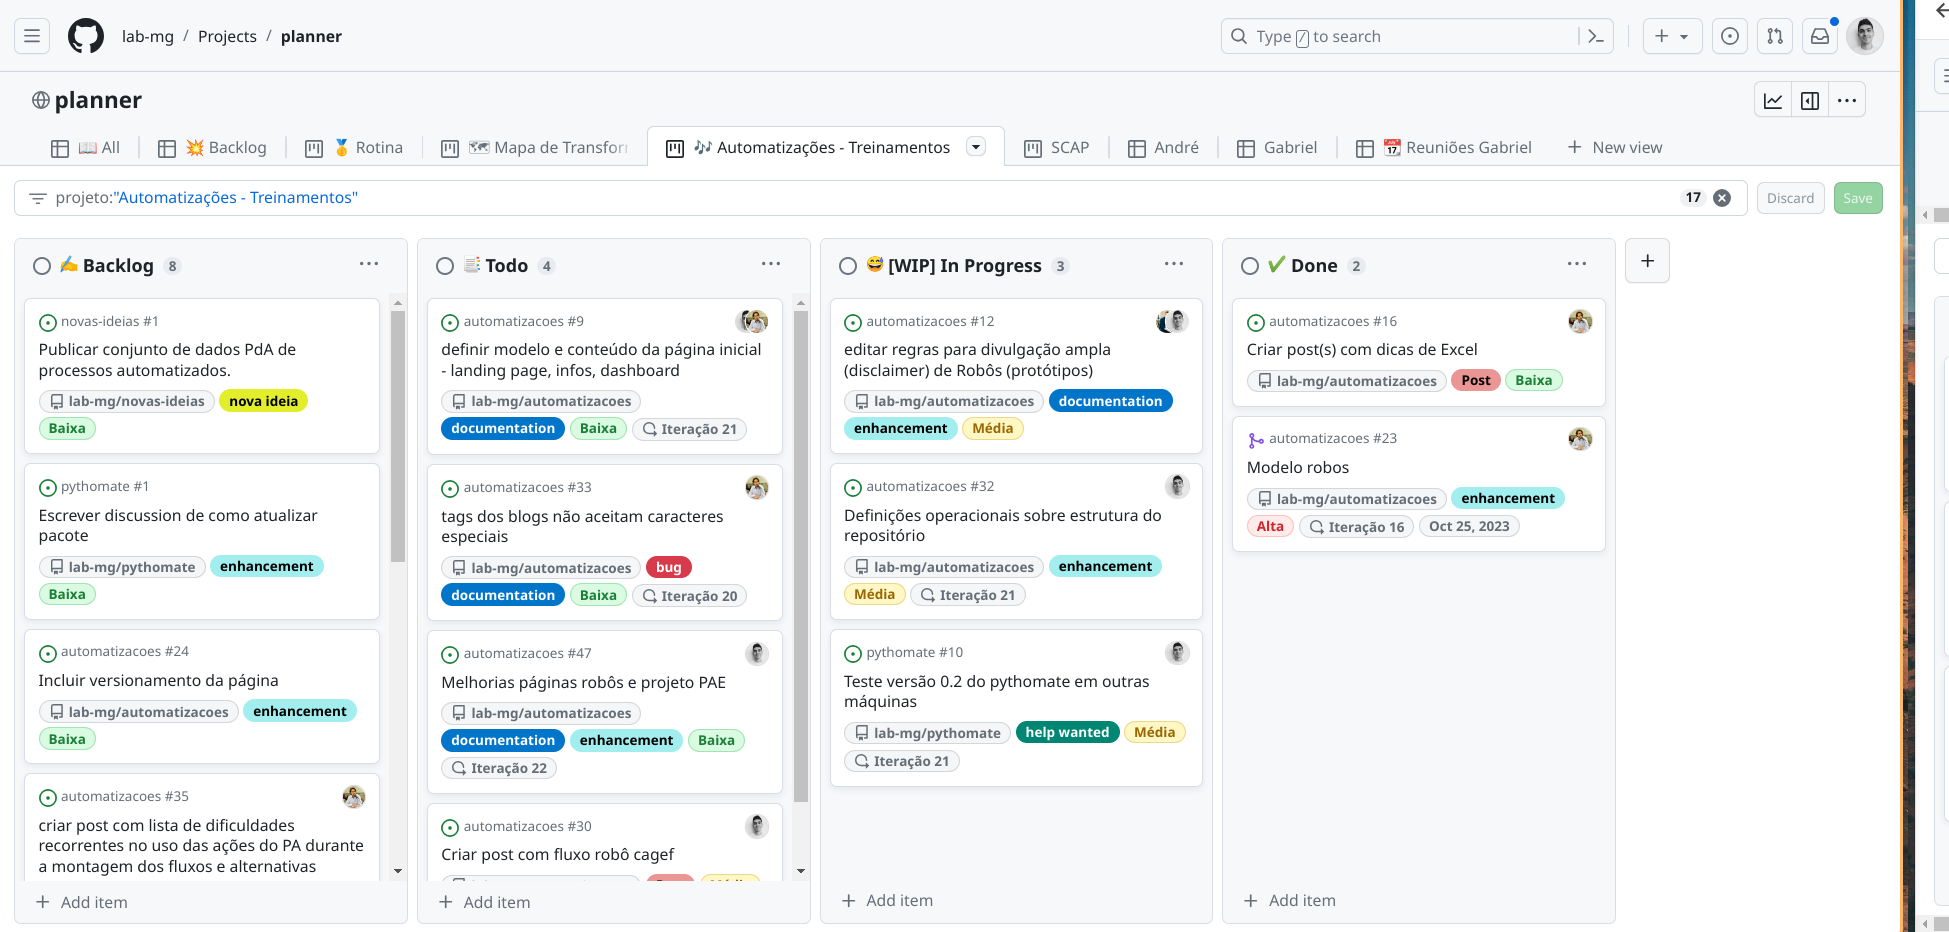 lab-mg / Projects / planner
Type / to search
planner
All
Backlog
Rotina
Mapa de Transfor
Automatizações - Treinamentos
SCAP
André
Gabriel
Reuniões Gabriel
New view
projeto:"Automatizações - Treinamentos"
17
Discard
Save
Backlog 8
novas-ideias #1
Publicar conjunto de dados PdA de
processos automatizados.
lab-mg/novas-ideias nova ideia
Baixa
pythomate #1
Escrever discussion de como atualizar
pacote
lab-mg/pythomate enhancement
Baixa
automatizacoes #24
Incluir versionamento da página
lab-mg/automatizacoes enhancement
Baixa
automatizacoes #35
criar post com lista de dificuldades
recorrentes no uso das ações do PA durante
a montagem dos fluxos e alternativas
Add item
Todo 4
automatizacoes #9
definir modelo e conteúdo da página inicial
- landing page, infos, dashboard
lab-mg/automatizacoes
documentation Baixa Iteração 21
automatizacoes #33
tags dos blogs não aceitam caracteres
especiais
lab-mg/automatizacoes bug
documentation Baixa Iteração 20
automatizacoes #47
Melhorias páginas robôs e projeto PAE
lab-mg/automatizacoes
documentation enhancement Baixa
Iteração 22
automatizacoes #30
Criar post com fluxo robô cagef
Add item
[WIP] In Progress 3
automatizacoes #12
editar regras para divulgação ampla
(disclaimer) de Robôs (protótipos)
lab-mg/automatizacoes documentation
enhancement Média
automatizacoes #32
Definições operacionais sobre estrutura do
repositório
lab-mg/automatizacoes enhancement
Média Iteração 21
pythomate #10
Teste versão 0.2 do pythomate em outras
máquinas
lab-mg/pythomate help wanted Média
Iteração 21
Add item
Done 2
automatizacoes #16
Criar post(s) com dicas de Excel
lab-mg/automatizacoes Post Baixa
automatizacoes #23
Modelo robos
lab-mg/automatizacoes enhancement
Alta Iteração 16 Oct 25, 2023
Add item